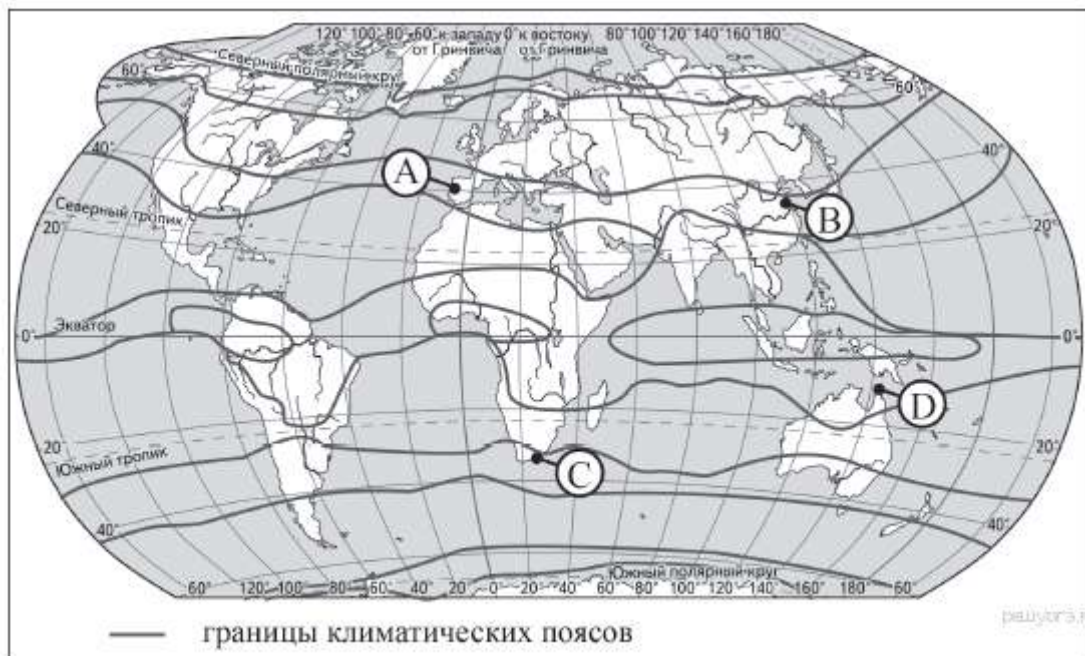 120° 100° 80° 60° к западу 0° к востоку 80° 100° 120° 140° 160° 180°
от Гринвича от Гринвича
Северный полярный круг
60° 60°
40° 40°
A
B
Северный тропик
20° 20°
0° Экватор 0°
D
20° 20°
Южный тропик
C
40° 40°
Южный полярный круг
60° 120° 100° 80° 60° 40° 20 0 20° 40° 60° 80° 100° 120° 140° 160° 180° 60°
границы климатических поясов